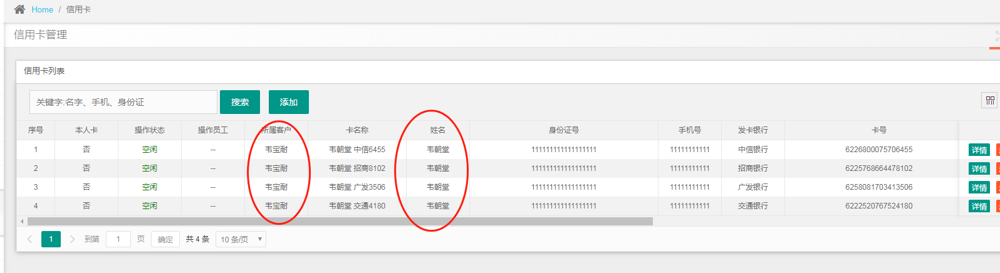 Home / 信用卡
信用卡管理
信用卡列表
关键字:名字、手机、身份证 搜索 添加
序号 本人卡 操作状态 操作员工 所属客户 卡名称 姓名 身份证号 手机号 发卡银行 卡号
1 否 空闲 -- 韦宝耐 韦朝堂 中信6455 韦朝堂 111111111111111111 11111111111 中信银行 6226800075706455 详情
2 否 空闲 -- 韦宝耐 韦朝堂 招商8102 韦朝堂 111111111111111111 11111111111 招商银行 6225768664478102 详情
3 否 空闲 -- 韦宝耐 韦朝堂 广发3506 韦朝堂 111111111111111111 11111111111 广发银行 6258081703413506 详情
4 否 空闲 -- 韦宝耐 韦朝堂 交通4180 韦朝堂 111111111111111111 11111111111 交通银行 6222520767524180 详情
1 到第 1 页 确定 共 4 条 10 条/页